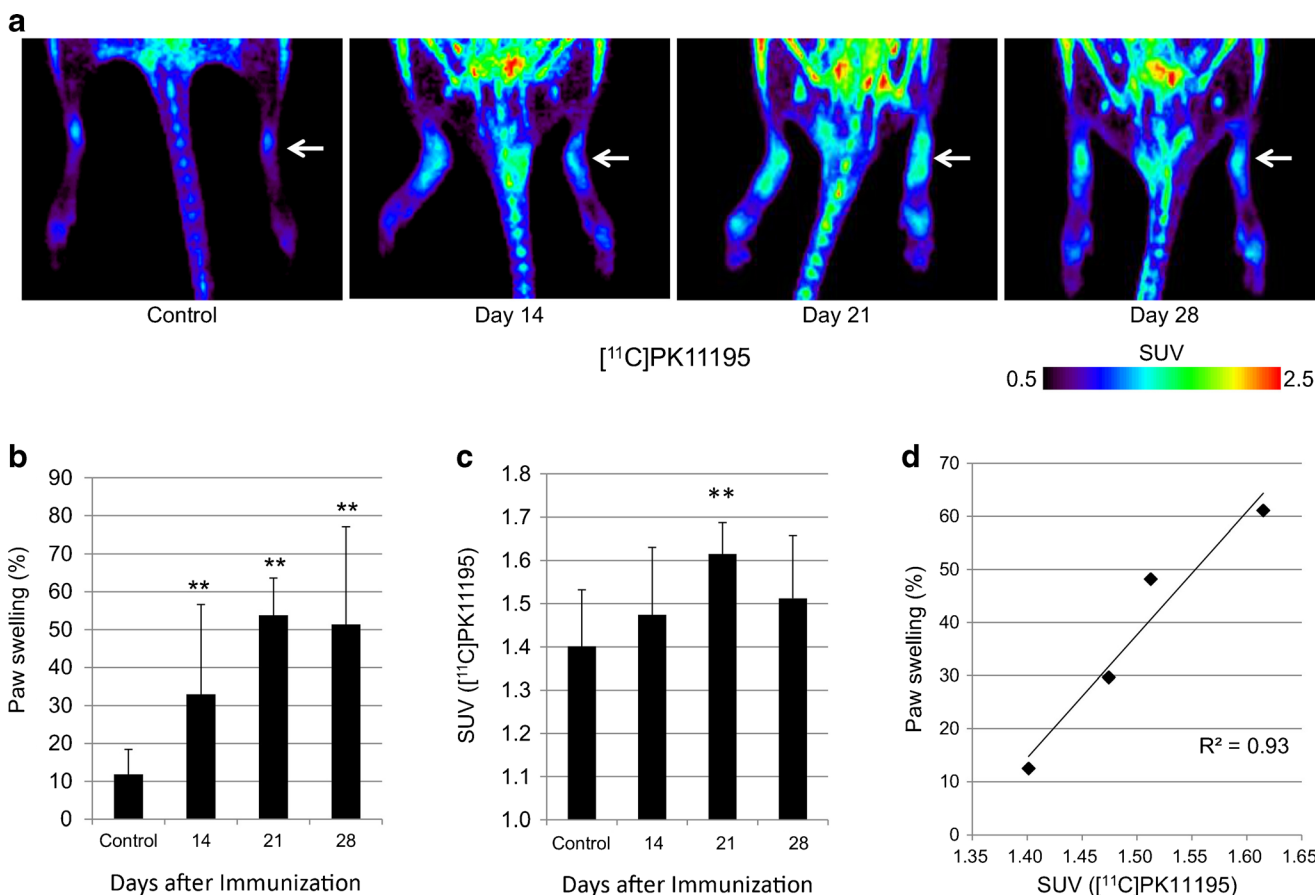 a
Control
Day 14
Day 21
Day 28
[¹¹C]PK11195
SUV
0.5
2.5
b
90
80
70
60
50
40
30
20
10
0
Paw swelling (%)
**
**
**
Control
14
21
28
Days after Immunization
c
1.8
1.7
1.6
1.5
1.4
1.3
1.2
1.1
1.0
SUV ([¹¹C]PK11195)
**
Control
14
21
28
Days after Immunization
d
70
60
50
40
30
20
10
0
Paw swelling (%)
R² = 0.93
1.35
1.40
1.45
1.50
1.55
1.60
1.65
SUV ([¹¹C]PK11195)